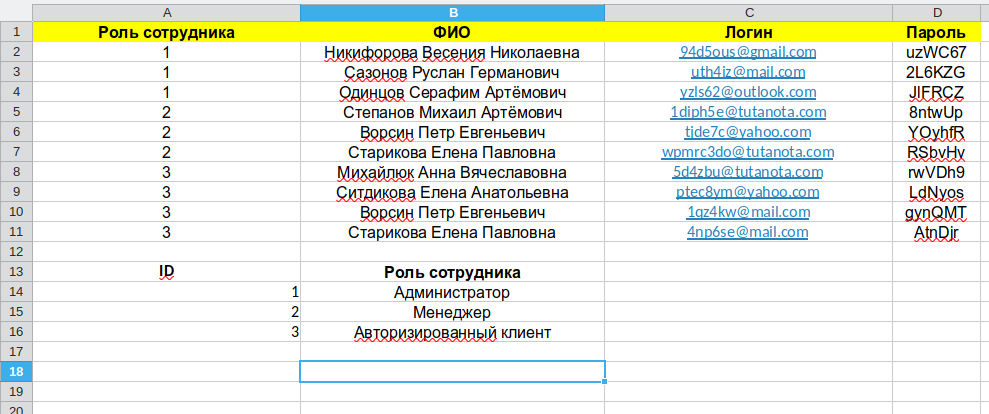 A B C D
1 Роль сотрудника ФИО Логин Пароль
2 1 Никифорова Весения Николаевна 94d5ous@gmail.com uzWC67
3 1 Сазонов Руслан Германович uth4iz@mail.com 2L6KZG
4 1 Одинцов Серафим Артёмович yzls62@outlook.com JlFRCZ
5 2 Степанов Михаил Артёмович 1diph5e@tutanota.com 8ntwUp
6 2 Ворсин Петр Евгеньевич tjde7c@yahoo.com YOyhfR
7 2 Старикова Елена Павловна wpmrc3do@tutanota.com RSbvHv
8 3 Михайлюк Анна Вячеславовна 5d4zbu@tutanota.com rwVDh9
9 3 Ситдикова Елена Анатольевна ptec8ym@yahoo.com LdNyos
10 3 Ворсин Петр Евгеньевич 1qz4kw@mail.com gynQMT
11 3 Старикова Елена Павловна 4np6se@mail.com AtnDjr
12
13 ID Роль сотрудника
14 1 Администратор
15 2 Менеджер
16 3 Авторизированный клиент
17
18
19
20